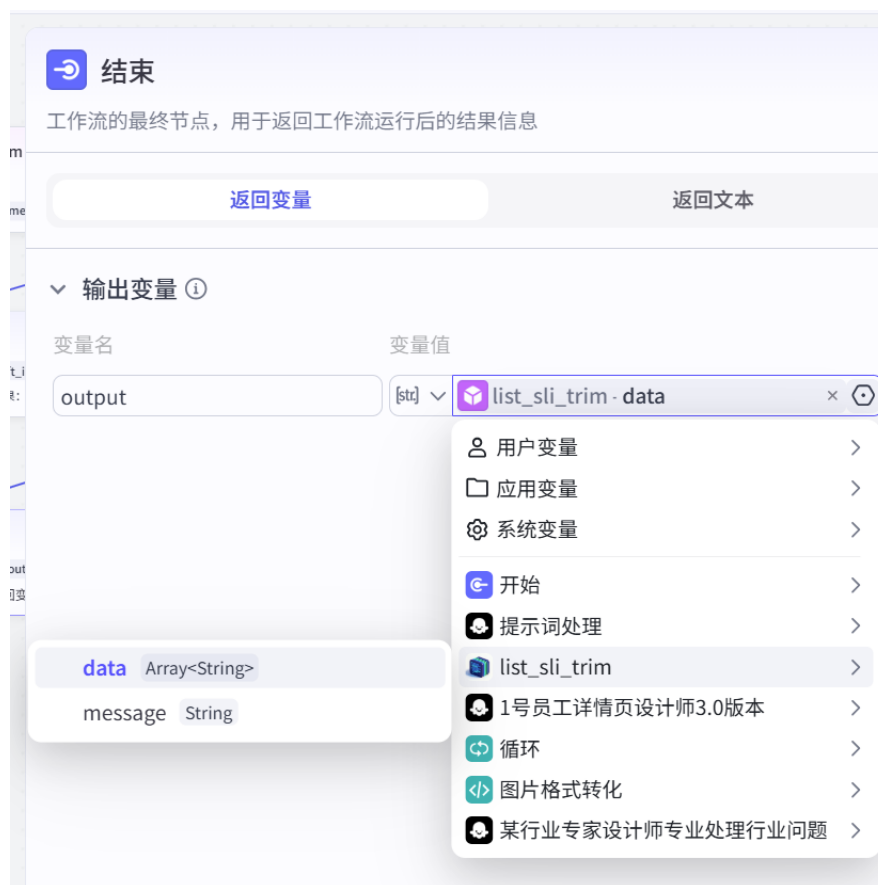 结束
工作流的最终节点，用于返回工作流运行后的结果信息
m
返回变量 返回文本
me
输出变量
变量名 变量值
output [str] list_sli_trim · data ×
用户变量
应用变量
系统变量
out
开始
提示词处理
data Array<String>
list_sli_trim
message String
1号员工详情页设计师3.0版本
循环
图片格式转化
某行业专家设计师专业处理行业问题